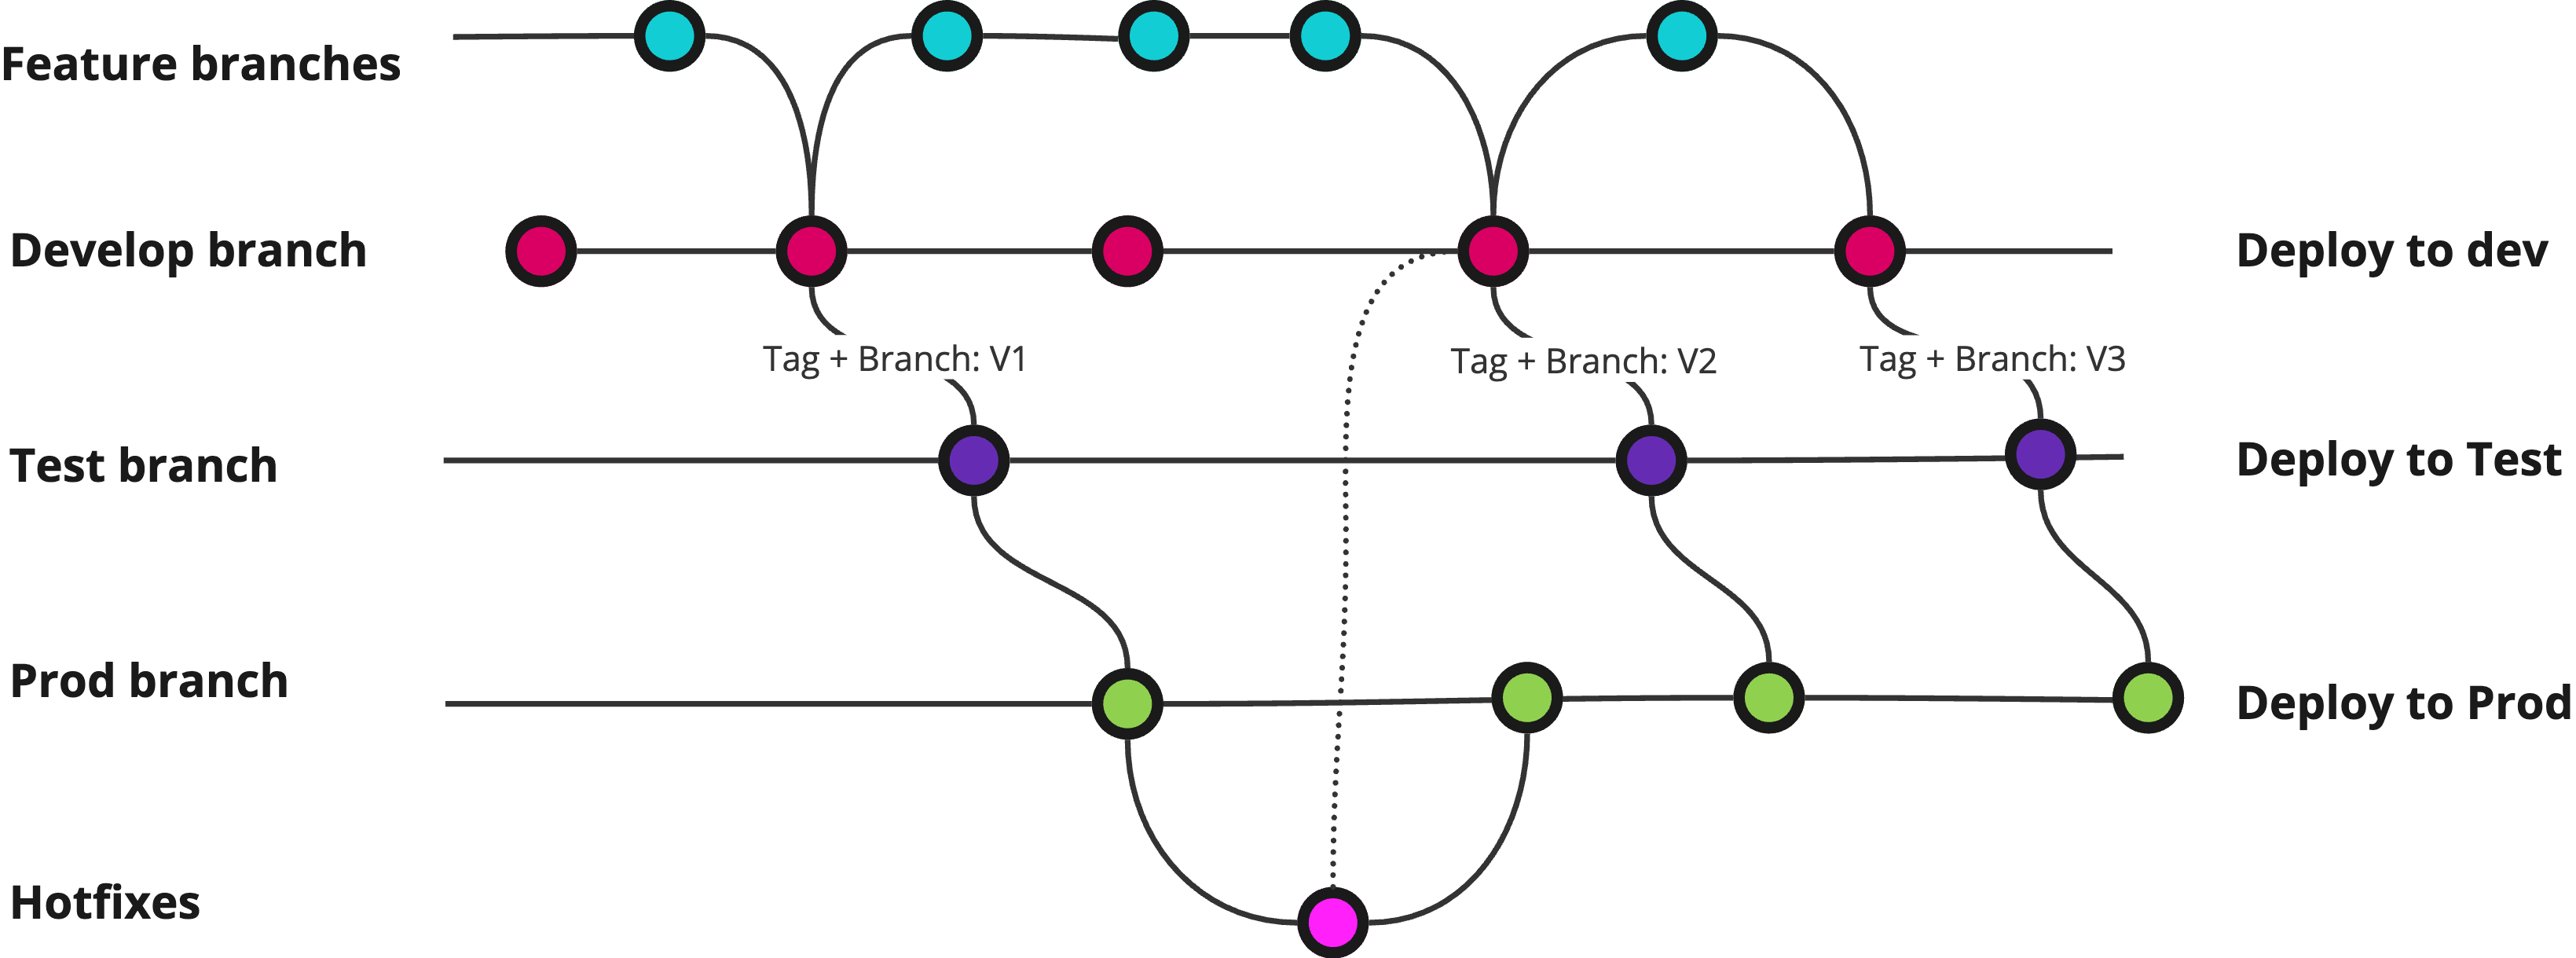 Feature branches
Develop branch
Deploy to dev
Tag + Branch: V1
Tag + Branch: V2
Tag + Branch: V3
Test branch
Deploy to Test
Prod branch
Deploy to Prod
Hotfixes